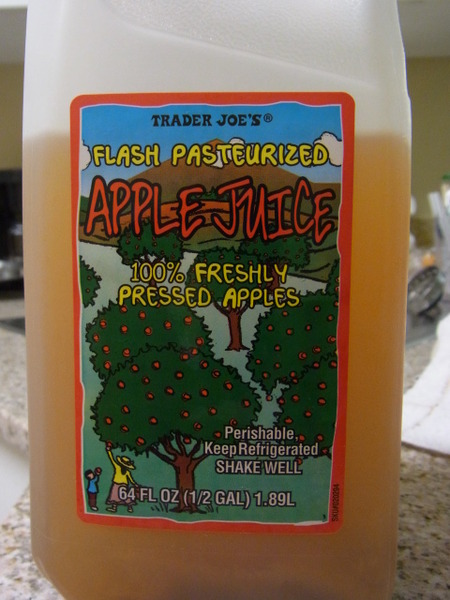 TRADER JOE'S®
FLASH PASTEURIZED
APPLE JUICE
100% FRESHLY
PRESSED APPLES
Perishable,
Keep Refrigerated
SHAKE WELL
64 FL OZ (1/2 GAL) 1.89L